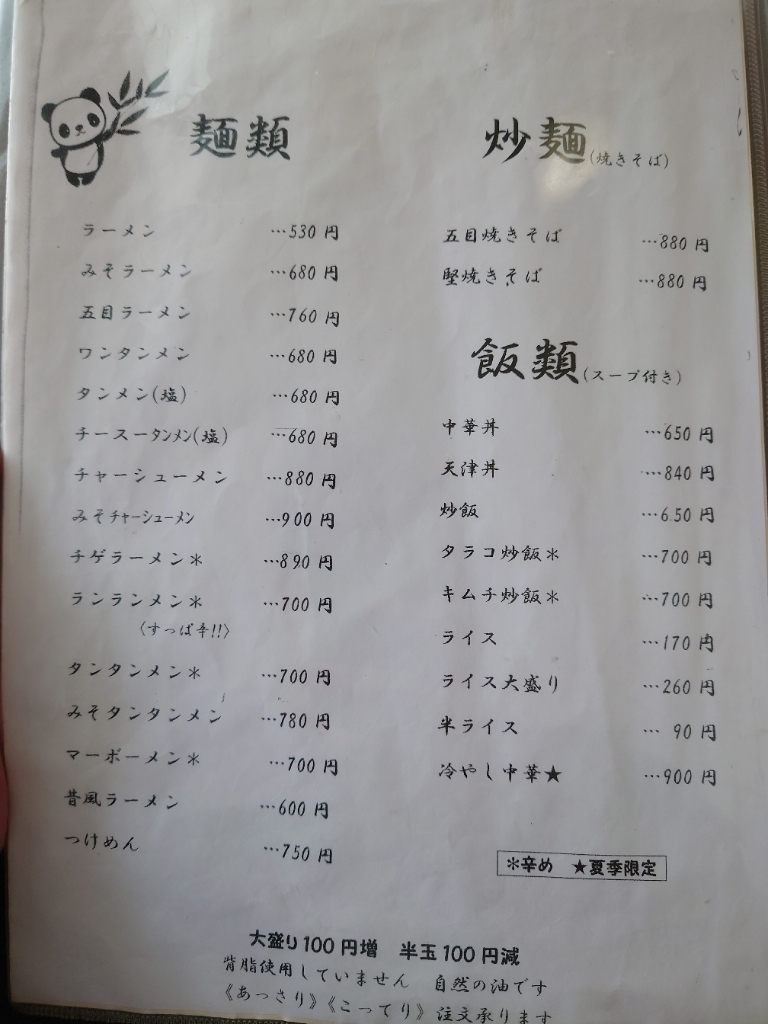 麺類
ラーメン …530円
みそラーメン …680円
五目ラーメン …760円
ワンタンメン …680円
タンメン(塩) …680円
チースータンメン(塩) …680円
チャーシューメン …880円
みそチャーシューメン …900円
チゲラーメン＊ …890円
ランランメン＊ …700円
〈すっぱ辛!!〉
タンタンメン＊ …700円
みそタンタンメン …780円
マーボーメン＊ …700円
昔風ラーメン …600円
つけめん …750円
炒麺(焼きそば)
五目焼きそば …880円
堅焼きそば …880円
飯類(スープ付き)
中華丼 …650円
天津丼 …840円
炒飯 …650円
タラコ炒飯＊ …700円
キムチ炒飯＊ …700円
ライス …170円
ライス大盛り …260円
半ライス … 90円
冷やし中華★ …900円
＊辛め ★夏季限定
大盛り100円増 半玉100円減
背脂使用していません 自然の油です
《あっさり》《こってり》注文承ります